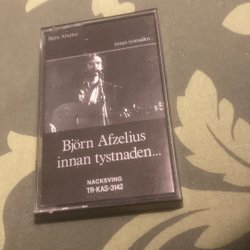 Björn Afzelius
innan tystnaden...
Björn Afzelius
innan tystnaden...
NACKSVING
TR-KAS-3142